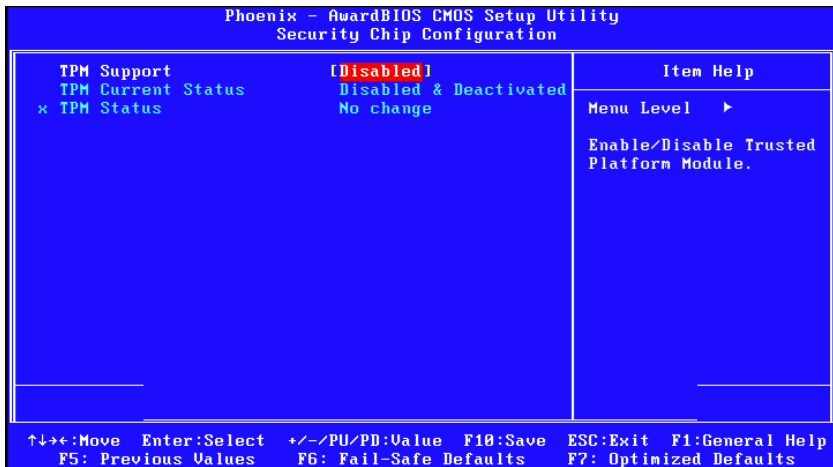 Phoenix - AwardBIOS CMOS Setup Utility
Security Chip Configuration
TPM Support [Disabled]
TPM Current Status Disabled & Deactivated
x TPM Status No change
Item Help
Menu Level ►
Enable/Disable Trusted
Platform Module.
↑↓→←:Move Enter:Select +/-/PU/PD:Value F10:Save ESC:Exit F1:General Help
F5: Previous Values F6: Fail-Safe Defaults F7: Optimized Defaults